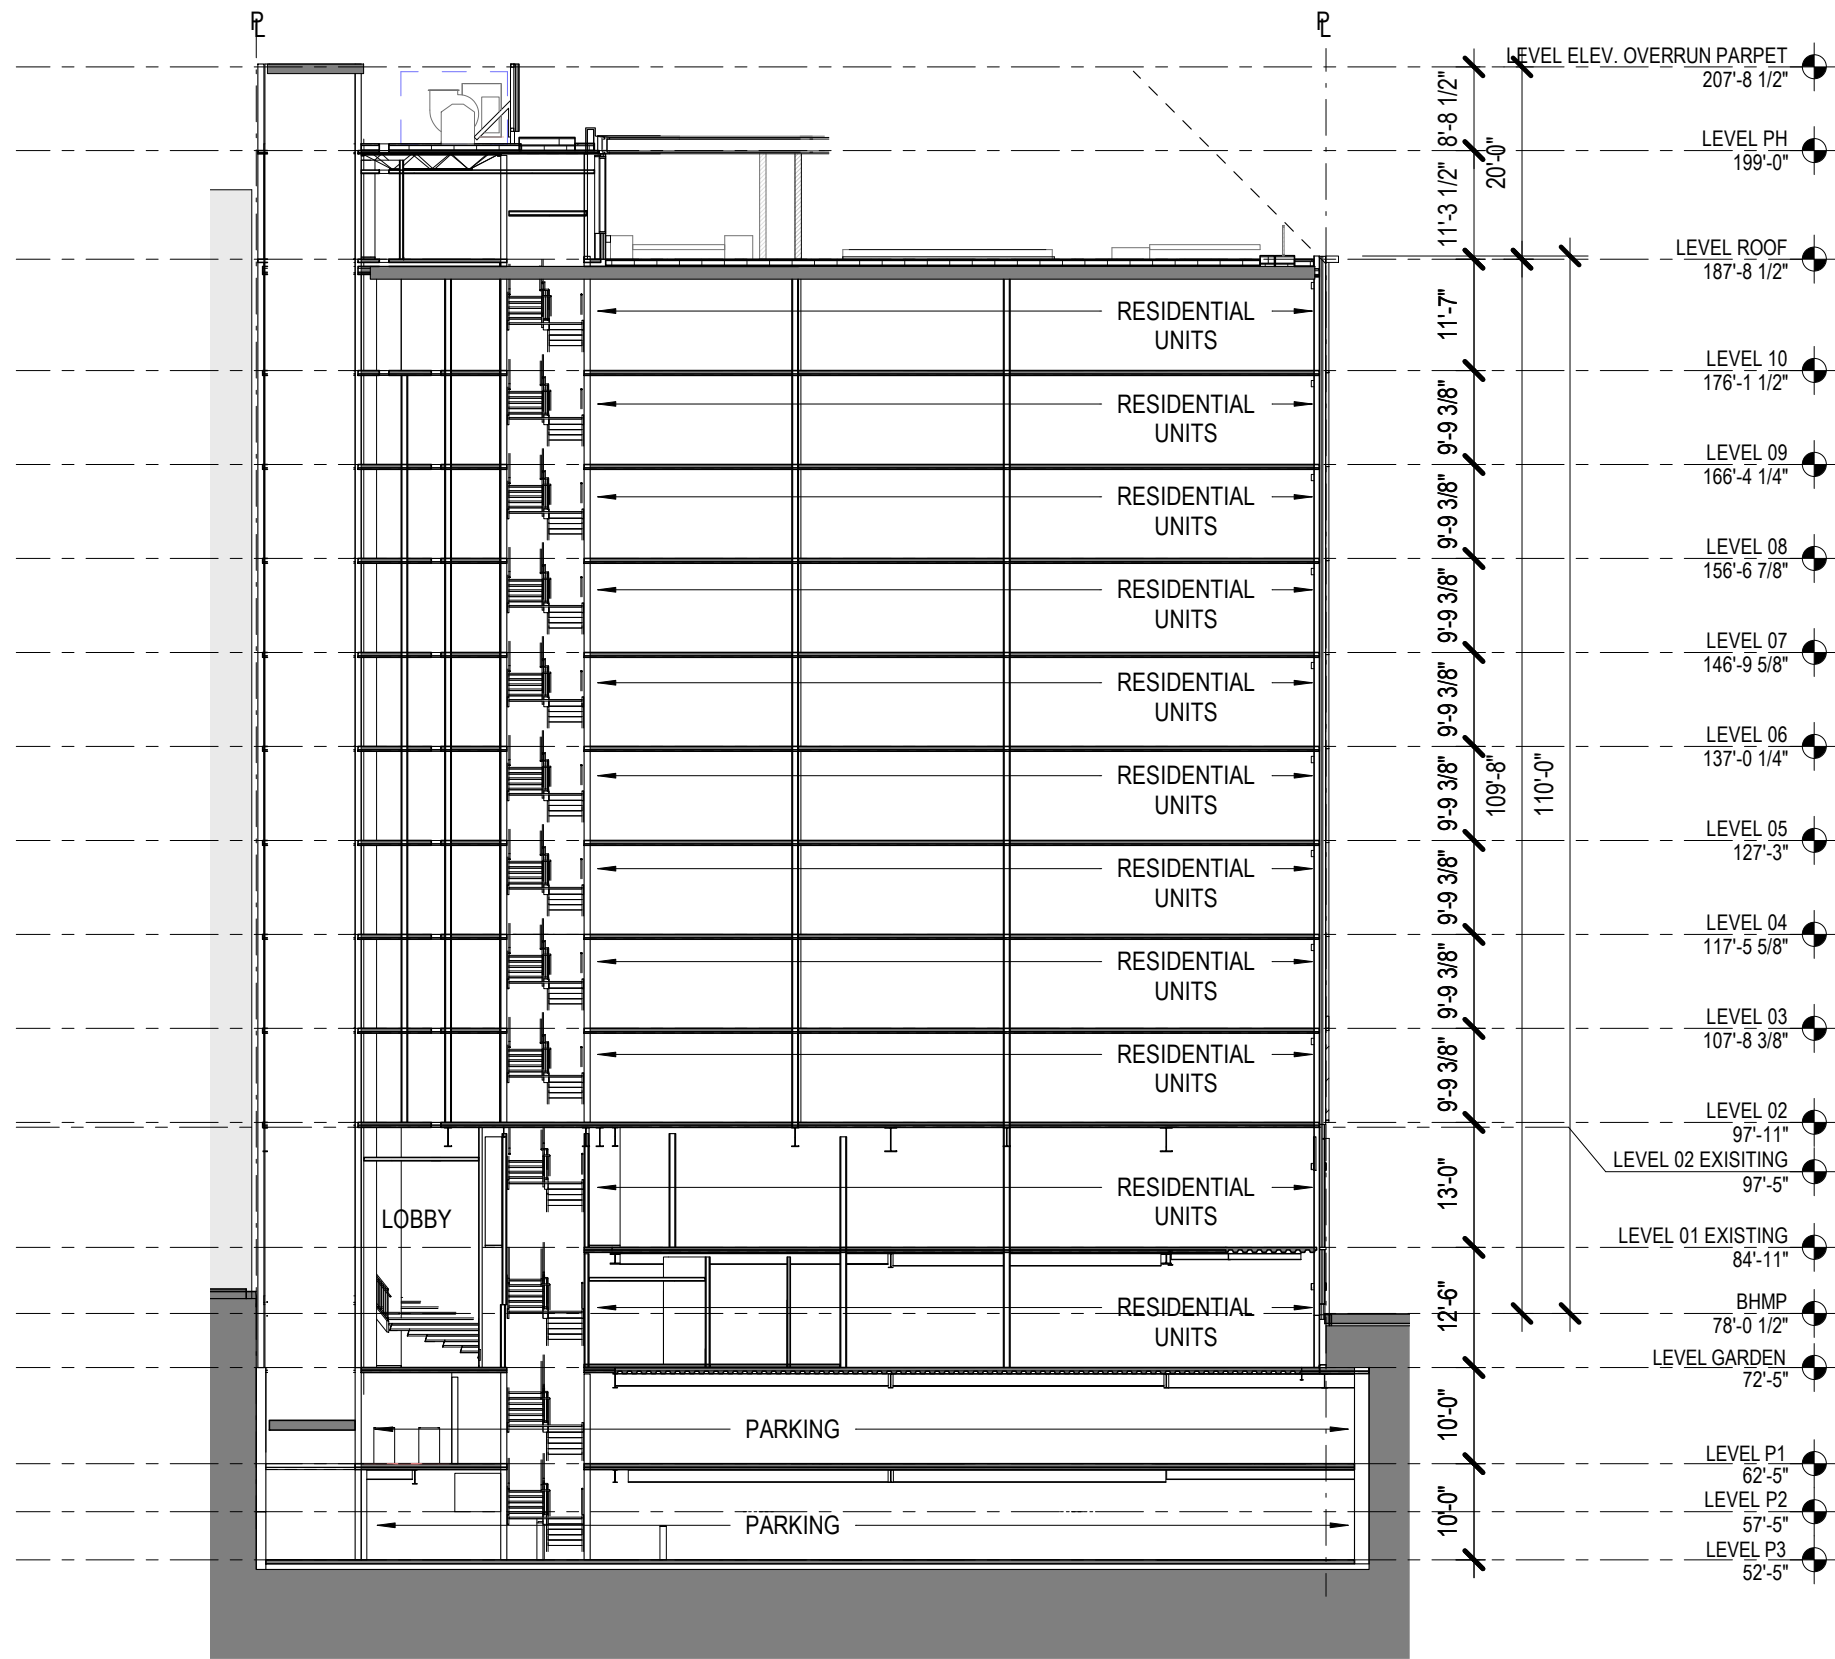 PL
PL
LEVEL ELEV. OVERRUN PARPET
207'-8 1/2"
8'-8 1/2"
LEVEL PH
199'-0"
20'-0"
11'-3 1/2"
LEVEL ROOF
187'-8 1/2"
RESIDENTIAL
UNITS
11'-7"
LEVEL 10
176'-1 1/2"
RESIDENTIAL
UNITS
9'-9 3/8"
LEVEL 09
166'-4 1/4"
RESIDENTIAL
UNITS
9'-9 3/8"
LEVEL 08
156'-6 7/8"
RESIDENTIAL
UNITS
9'-9 3/8"
LEVEL 07
146'-9 5/8"
RESIDENTIAL
UNITS
9'-9 3/8"
LEVEL 06
137'-0 1/4"
RESIDENTIAL
UNITS
9'-9 3/8"
109'-8"
110'-0"
LEVEL 05
127'-3"
RESIDENTIAL
UNITS
9'-9 3/8"
LEVEL 04
117'-5 5/8"
RESIDENTIAL
UNITS
9'-9 3/8"
LEVEL 03
107'-8 3/8"
RESIDENTIAL
UNITS
9'-9 3/8"
LEVEL 02
97'-11"
LEVEL 02 EXISITING
97'-5"
RESIDENTIAL
UNITS
13'-0"
LOBBY
LEVEL 01 EXISTING
84'-11"
RESIDENTIAL
UNITS
12'-6"
BHMP
78'-0 1/2"
LEVEL GARDEN
72'-5"
PARKING
10'-0"
LEVEL P1
62'-5"
LEVEL P2
57'-5"
PARKING
10'-0"
LEVEL P3
52'-5"